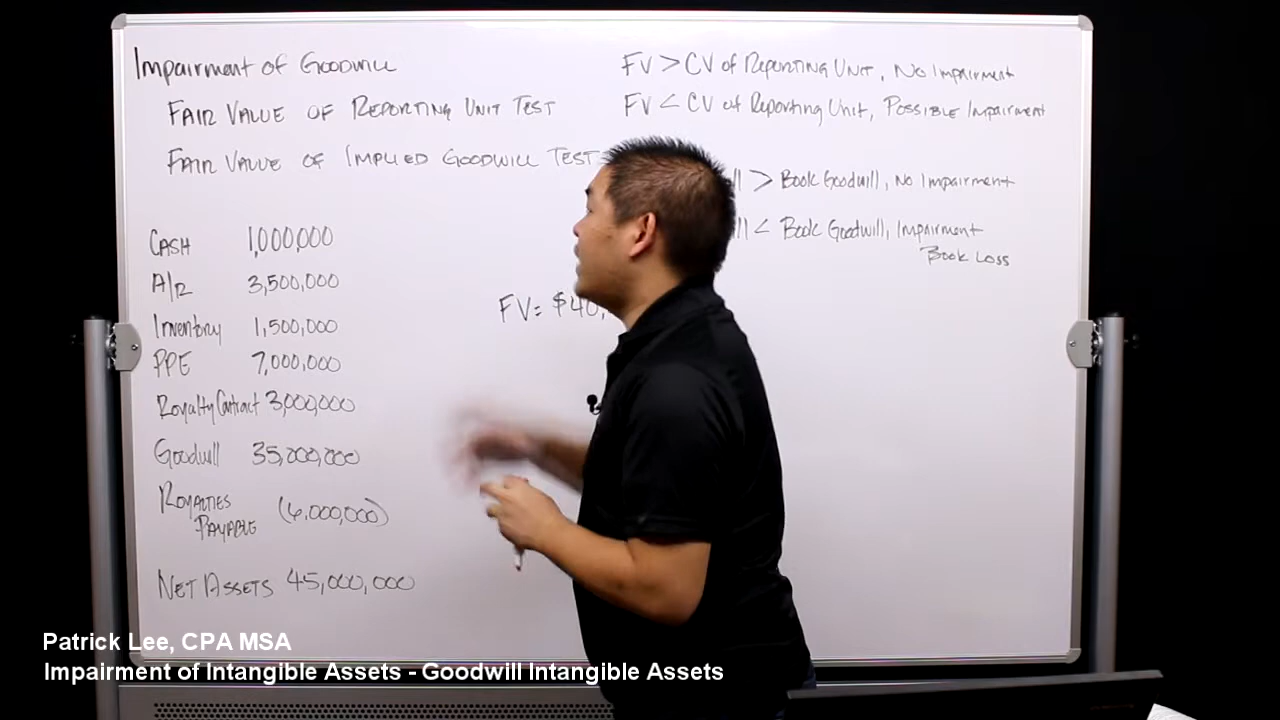 Impairment of Goodwill
Fair Value of Reporting Unit Test
Fair Value of Implied Goodwill Test
FV > CV of Reporting Unit, No Impairment
FV < CV of Reporting Unit, Possible Impairment
> Book Goodwill, No Impairment
< Book Goodwill, Impairment
Book Loss
Cash 1,000,000
A/R 3,500,000
Inventory 1,500,000
PPE 7,000,000
Royalty Contract 3,000,000
Goodwill 35,000,000
Royalties
Payable (6,000,000)
Net Assets 45,000,000
FV = $40,
Patrick Lee, CPA MSA
Impairment of Intangible Assets - Goodwill Intangible Assets